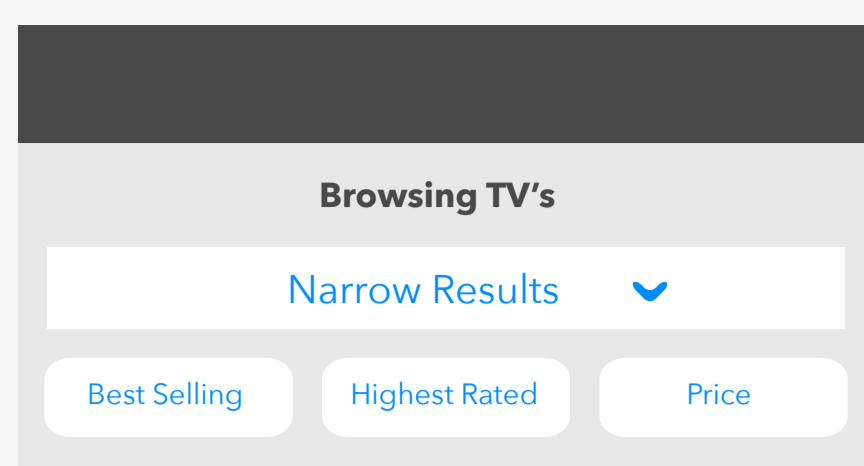 Browsing TV’s
Narrow Results
Best Selling
Highest Rated
Price